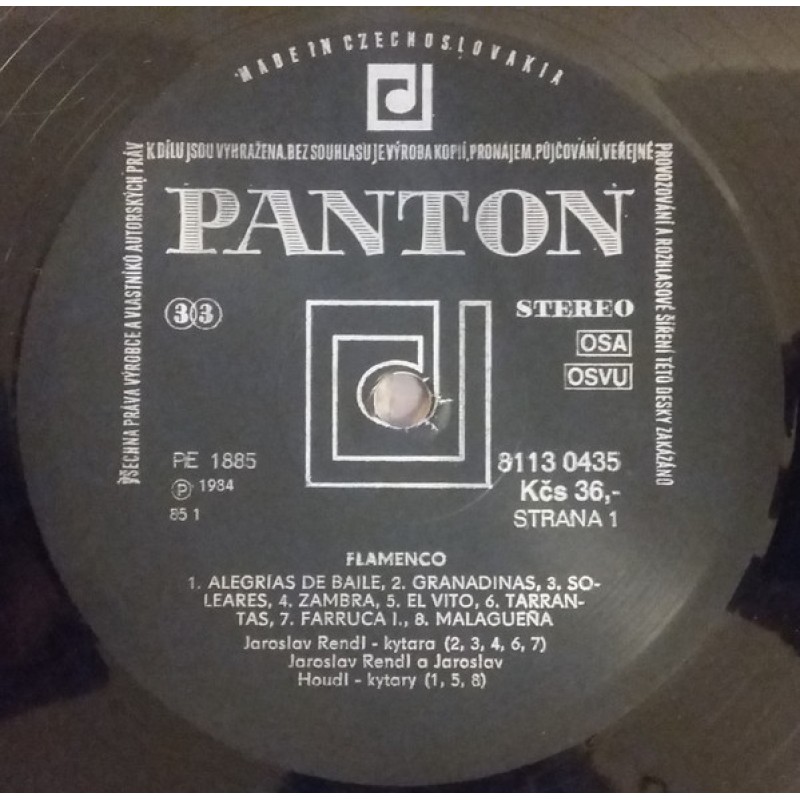 MADE IN CZECHOSLOVAKIA
VŠECHNA PRÁVA VÝROBCE A VLASTNÍKŮ AUTORSKÝCH PRÁV
K DÍLU JSOU VYHRAŽENA. BEZ SOUHLASU JE VÝROBA KOPIÍ, PRONÁJEM, PŮJČOVÁNÍ, VEŘEJNÉ
PROVOZOVÁNÍ A ROZHLASOVÉ ŠÍŘENÍ TÉTO DESKY ZAKÁZÁNO
PANTON
33
STEREO
OSA
OSVU
PE 1885
Ⓟ 1984
85 1
8113 0435
Kčs 36,-
STRANA 1
FLAMENCO
1. ALEGRIAS DE BAILE, 2. GRANADINAS, 3. SO-
LEARES, 4. ZAMBRA, 5. EL VITO, 6. TARRAN-
TAS, 7. FARRUCA I., 8. MALAGUEÑA
Jaroslav Rendl - kytara (2, 3, 4, 6, 7)
Jaroslav Rendl a Jaroslav
Houdl - kytary (1, 5, 8)